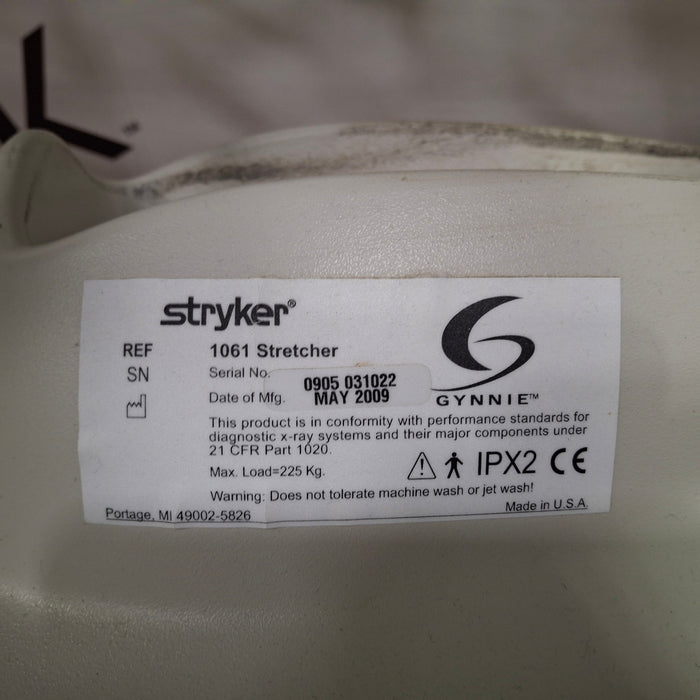 K™
stryker®
REF 1061 Stretcher
SN Serial No. 0905 031022
Date of Mfg. MAY 2009
GYNNIE™
This product is in conformity with performance standards for
diagnostic x-ray systems and their major components under
21 CFR Part 1020.
Max. Load=225 Kg. IPX2 CE
Warning: Does not tolerate machine wash or jet wash!
Portage, MI 49002-5826 Made in U.S.A.